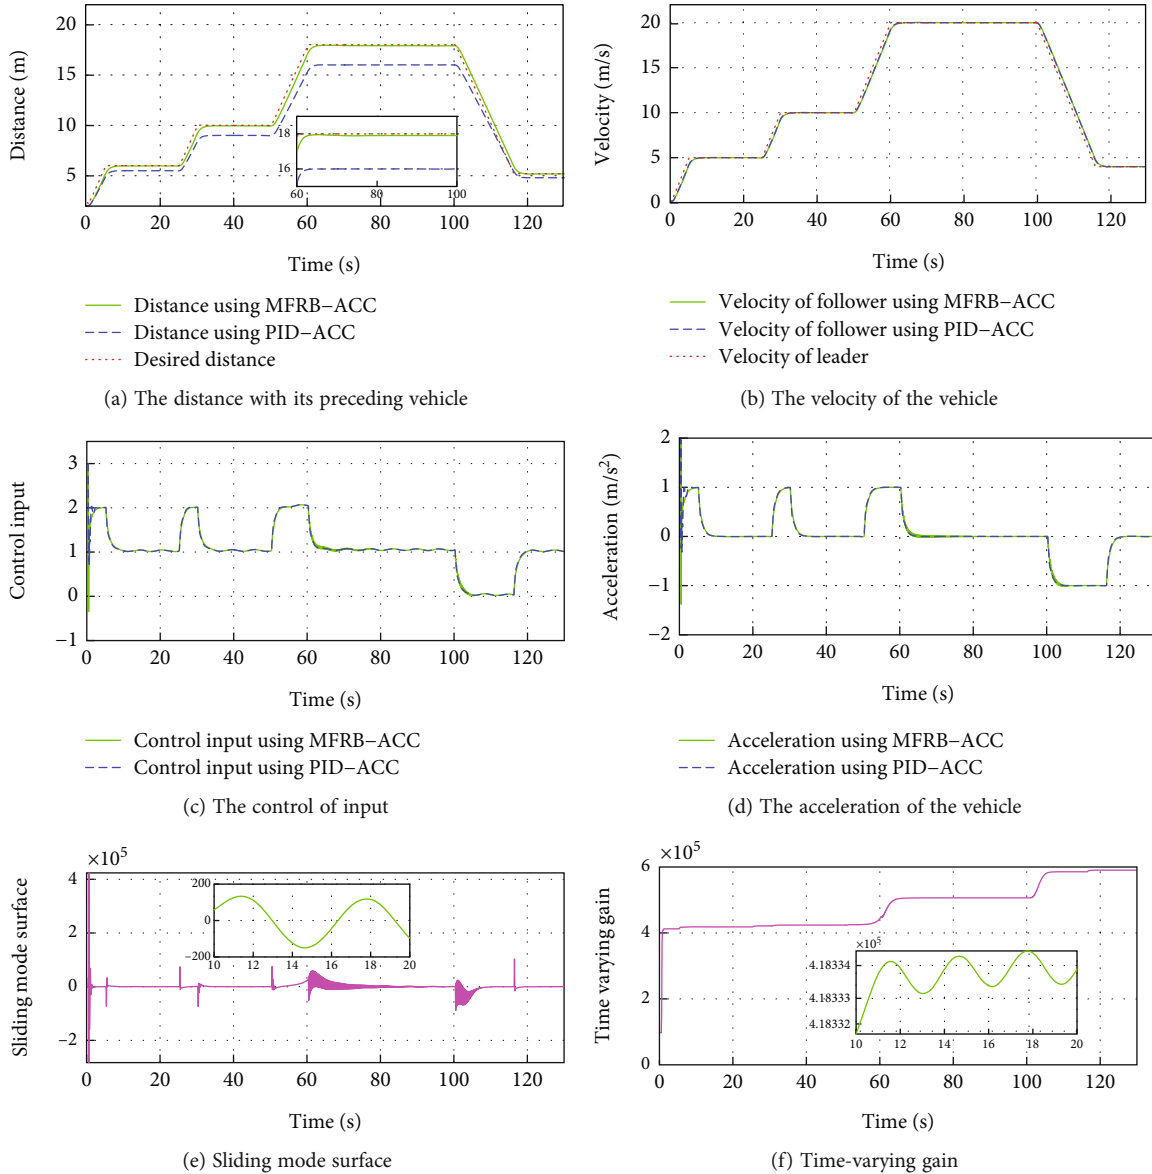 20
15
10
5
Distance (m)
18
16
60
80
100
0 20 40 60 80 100 120
Time (s)
Distance using MFRB–ACC
Distance using PID–ACC
Desired distance
(a) The distance with its preceding vehicle
20
15
10
5
0
Velocity (m/s)
0 20 40 60 80 100 120
Time (s)
Velocity of follower using MFRB–ACC
Velocity of follower using PID–ACC
Velocity of leader
(b) The velocity of the vehicle
3
2
1
0
−1
Control input
0 20 40 60 80 100 120
Time (s)
Control input using MFRB–ACC
Control input using PID–ACC
(c) The control of input
2
1
0
−1
−2
Acceleration (m/s²)
0 20 40 60 80 100 120
Time (s)
Acceleration using MFRB–ACC
Acceleration using PID–ACC
(d) The acceleration of the vehicle
×10⁵
4
2
0
−2
Sliding mode surface
200
100
0
−100
−200
10 12 14 16 18 20
0 20 40 60 80 100 120
Time (s)
(e) Sliding mode surface
×10⁵
6
4
2
0
Time varying gain
×10⁵
4.18334
4.18333
4.18332
10 12 14 16 18 20
0 20 40 60 80 100 120
Time (s)
(f) Time-varying gain